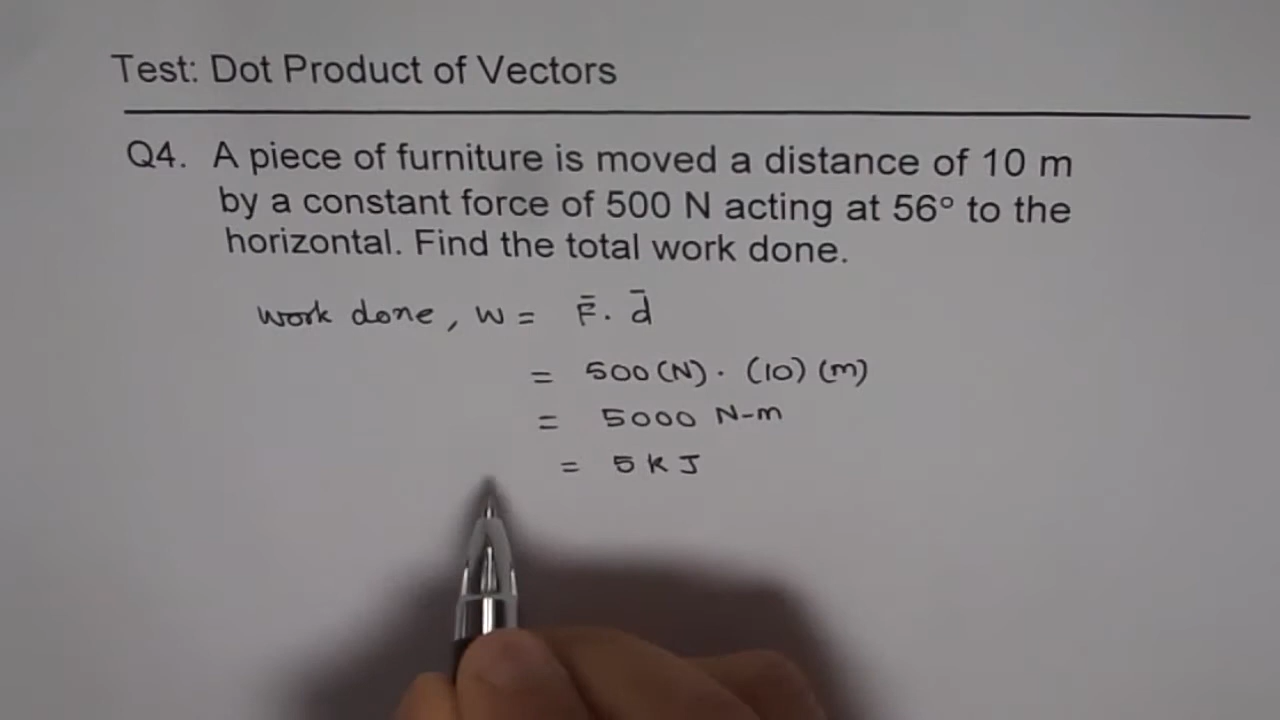 Test: Dot Product of Vectors
Q4. A piece of furniture is moved a distance of 10 m
by a constant force of 500 N acting at 56° to the
horizontal. Find the total work done.
work done, W = F̄ . d̄
= 500 (N) · (10) (m)
= 5000 N-m
= 5 k J